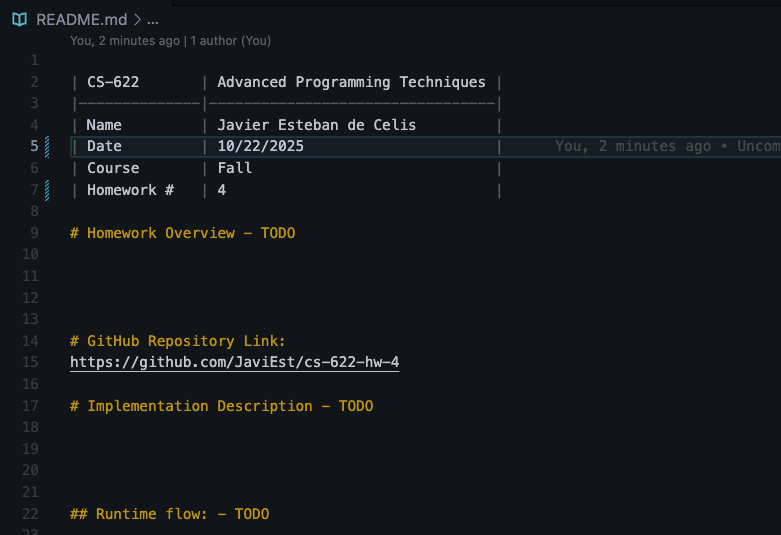 README.md > ...
You, 2 minutes ago | 1 author (You)
1
2 | CS-622 | Advanced Programming Techniques |
3 |--------------|---------------------------------|
4 | Name | Javier Esteban de Celis |
5 | Date | 10/22/2025 | You, 2 minutes ago • Uncom
6 | Course | Fall |
7 | Homework # | 4 |
8
9 # Homework Overview - TODO
10
11
12
13
14 # GitHub Repository Link:
15 https://github.com/JaviEst/cs-622-hw-4
16
17 # Implementation Description - TODO
18
19
20
21
22 ## Runtime flow: - TODO
23